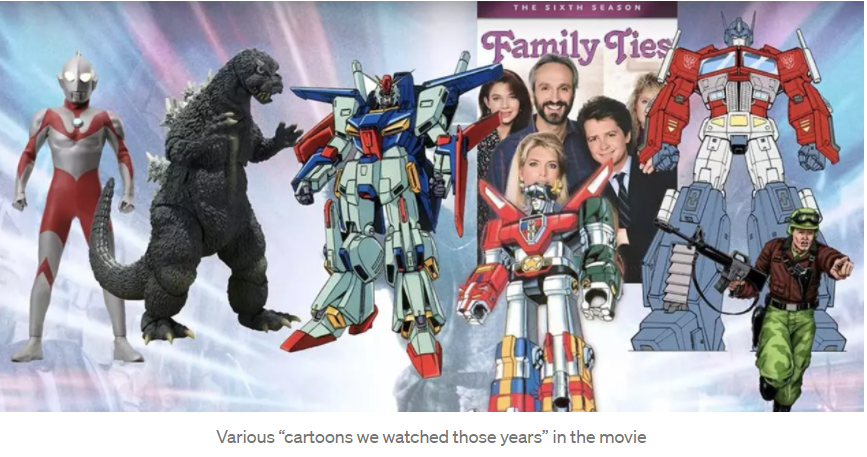 THE SIXTH SEASON
Family Ties
Various “cartoons we watched those years” in the movie